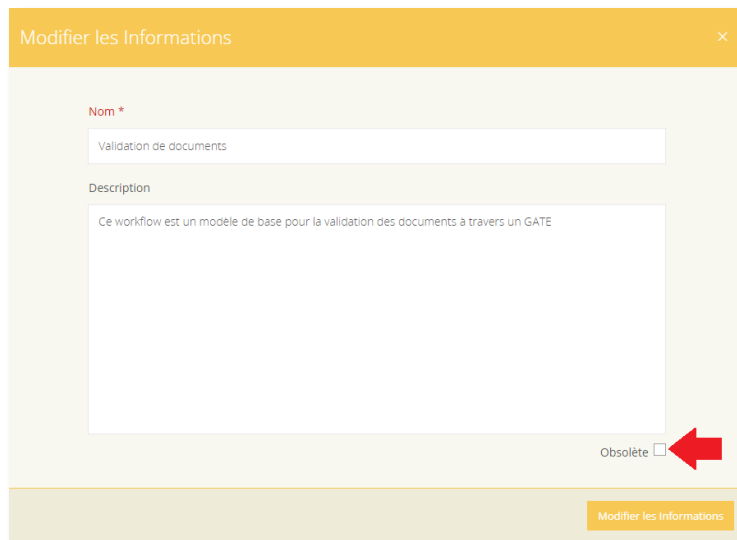 Modifier les Informations ×
Nom *
Validation de documents
Description
Ce workflow est un modèle de base pour la validation des documents à travers un GATE
Obsolète
Modifier les Informations